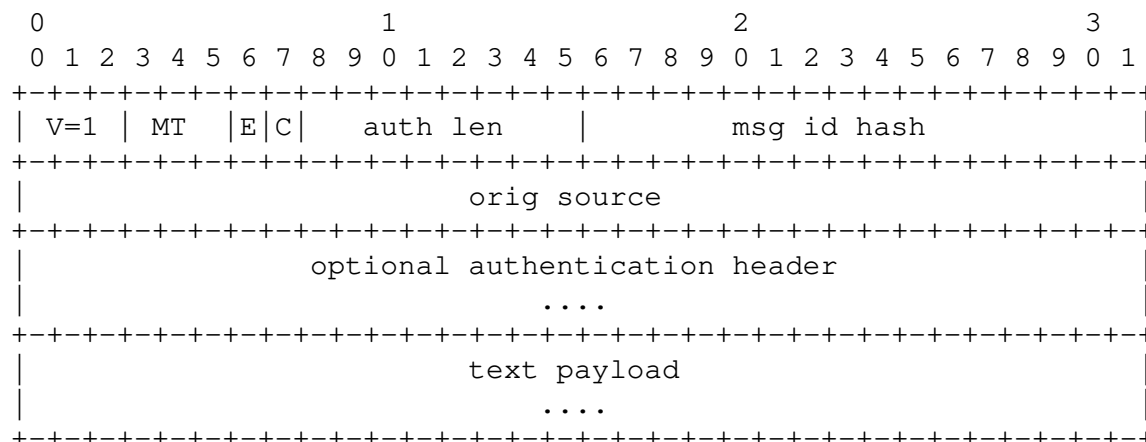 0                   1                   2                   3
 0 1 2 3 4 5 6 7 8 9 0 1 2 3 4 5 6 7 8 9 0 1 2 3 4 5 6 7 8 9 0 1
+-+-+-+-+-+-+-+-+-+-+-+-+-+-+-+-+-+-+-+-+-+-+-+-+-+-+-+-+-+-+-+-+
| V=1 | MT  |E|C|   auth len    |        msg id hash            |
+-+-+-+-+-+-+-+-+-+-+-+-+-+-+-+-+-+-+-+-+-+-+-+-+-+-+-+-+-+-+-+-+
|                         orig source                           |
+-+-+-+-+-+-+-+-+-+-+-+-+-+-+-+-+-+-+-+-+-+-+-+-+-+-+-+-+-+-+-+-+
|                optional authentication header                 |
|                             ....                              |
+-+-+-+-+-+-+-+-+-+-+-+-+-+-+-+-+-+-+-+-+-+-+-+-+-+-+-+-+-+-+-+-+
|                         text payload                          |
|                             ....                              |
+-+-+-+-+-+-+-+-+-+-+-+-+-+-+-+-+-+-+-+-+-+-+-+-+-+-+-+-+-+-+-+-+